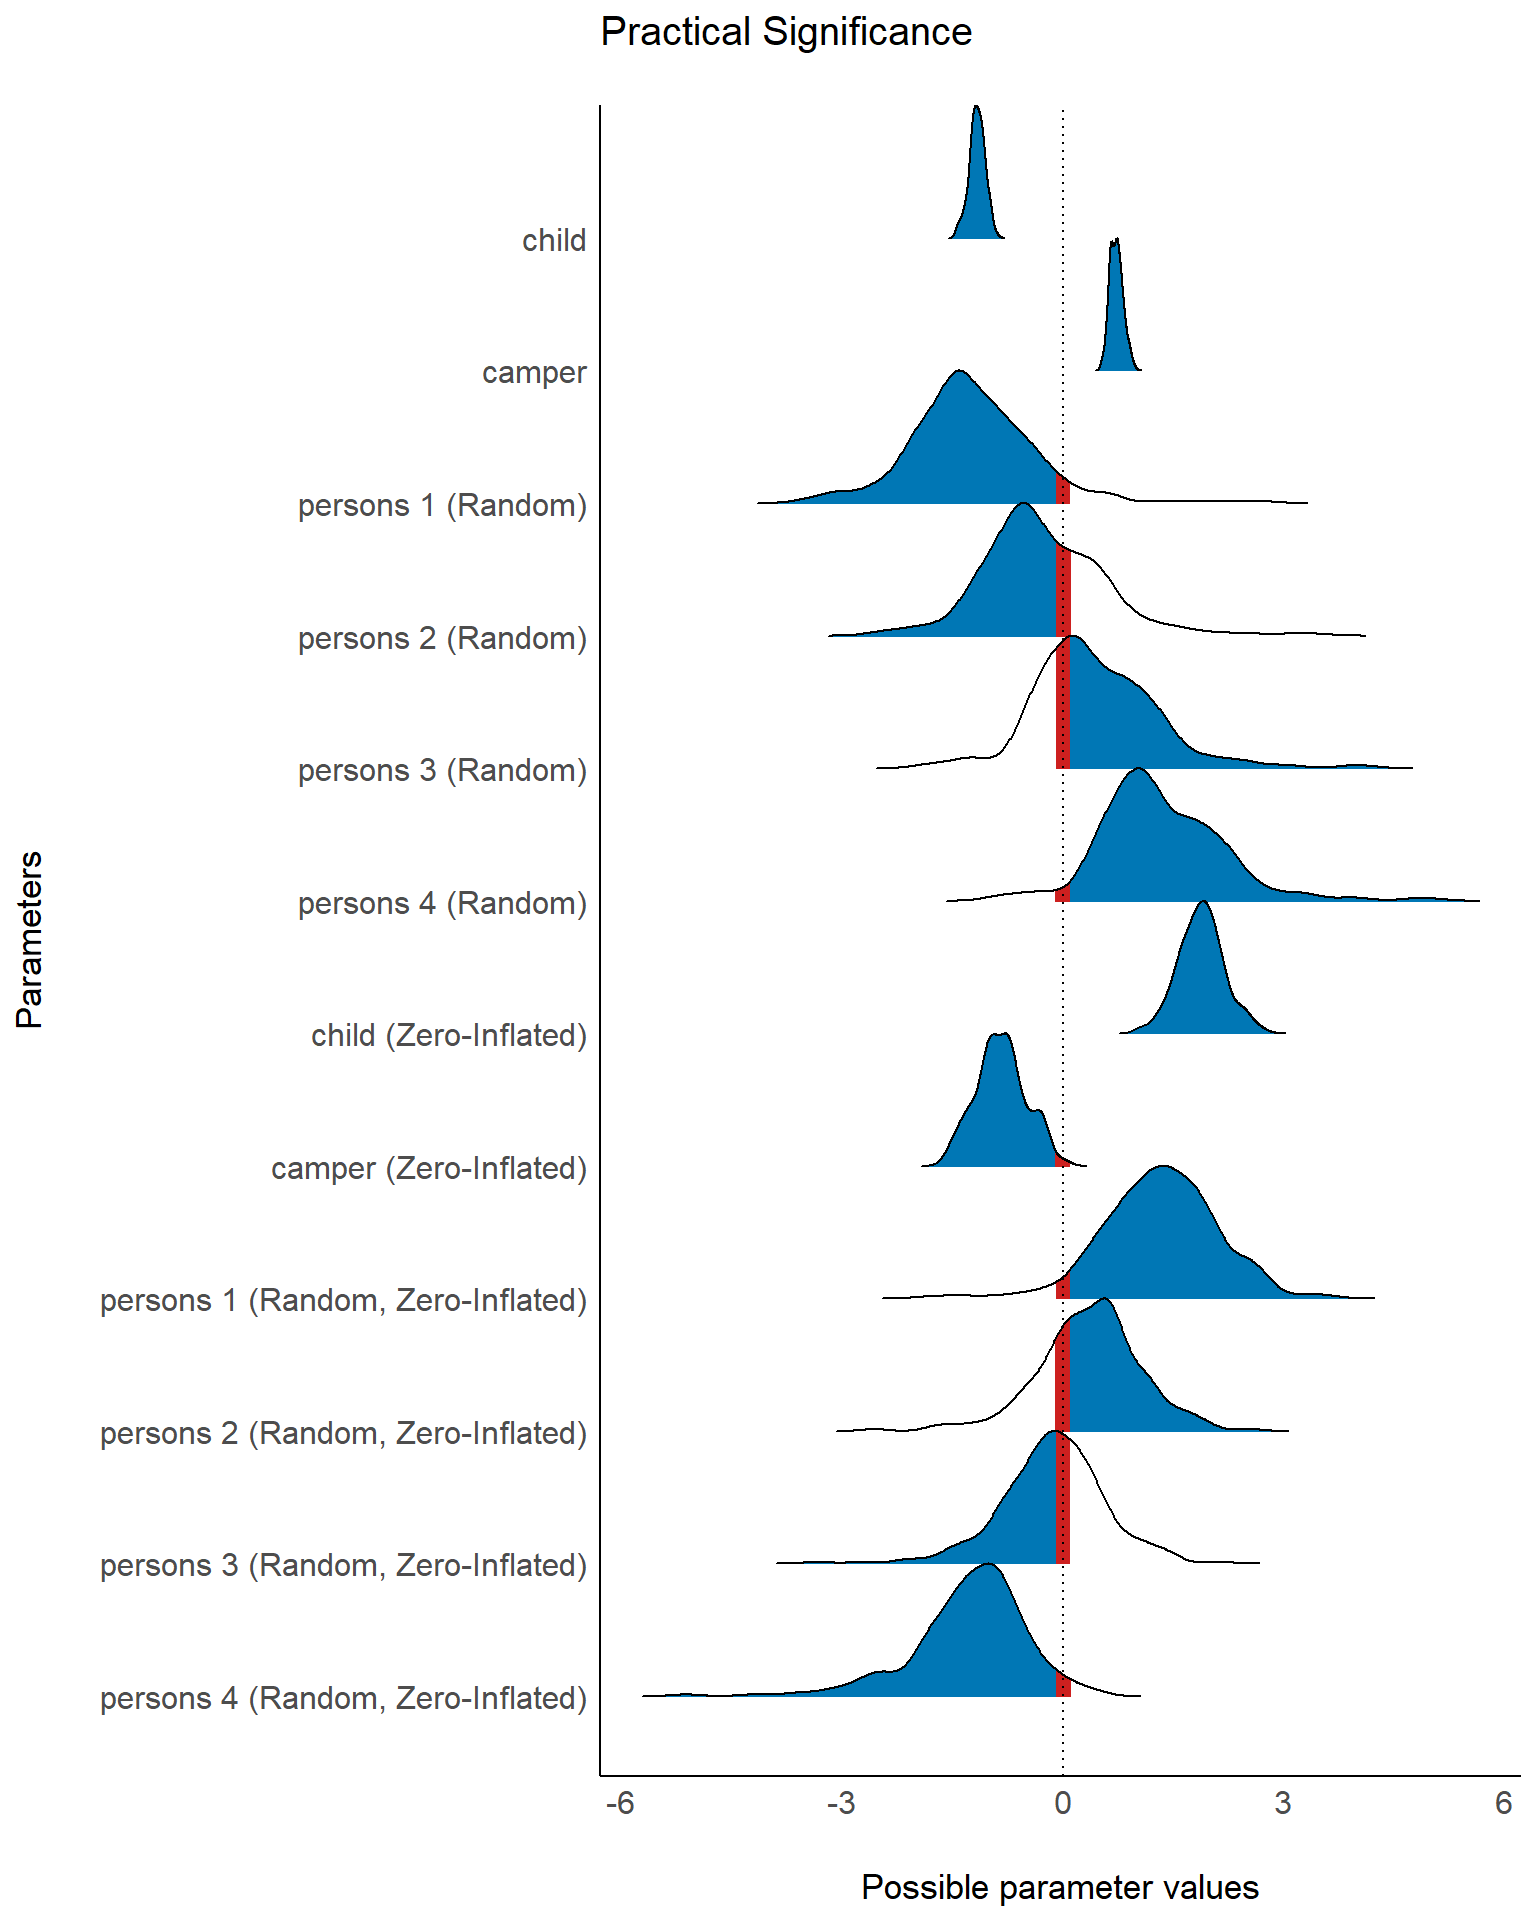 Practical Significance
child
camper
persons 1 (Random)
persons 2 (Random)
persons 3 (Random)
persons 4 (Random)
child (Zero-Inflated)
camper (Zero-Inflated)
persons 1 (Random, Zero-Inflated)
persons 2 (Random, Zero-Inflated)
persons 3 (Random, Zero-Inflated)
persons 4 (Random, Zero-Inflated)
Parameters
-6 -3 0 3 6
Possible parameter values